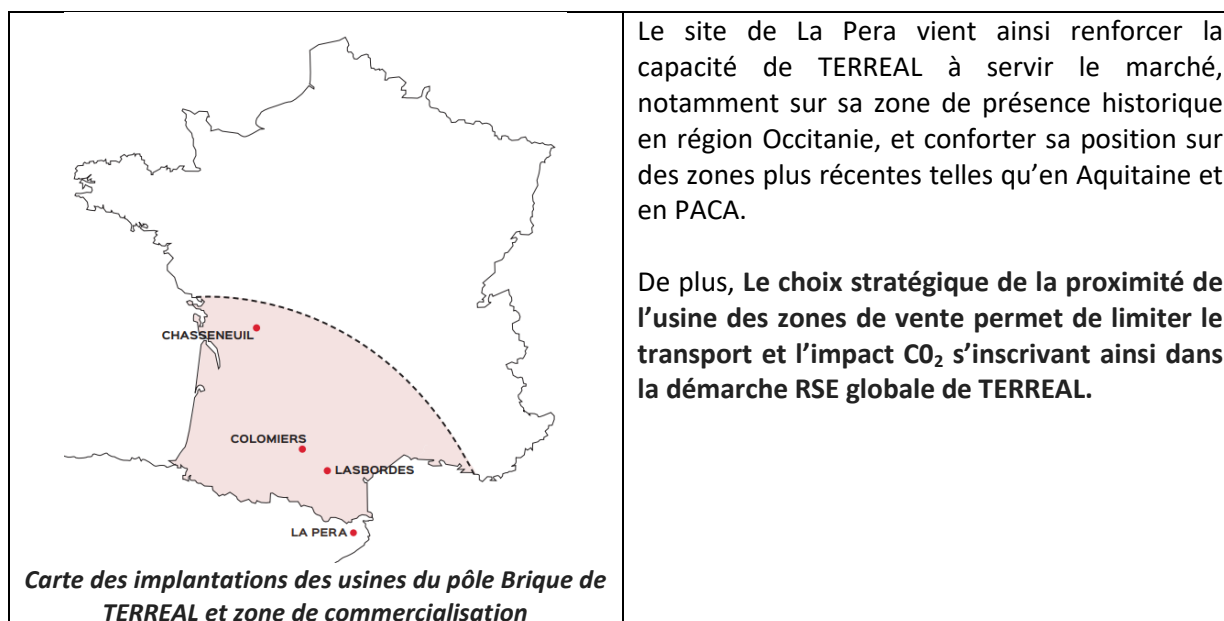 CHASSENEUIL
COLOMIERS
LASBORDES
LA PERA
Carte des implantations des usines du pôle Brique de
TERREAL et zone de commercialisation
Le site de La Pera vient ainsi renforcer la
capacité de TERREAL à servir le marché,
notamment sur sa zone de présence historique
en région Occitanie, et conforter sa position sur
des zones plus récentes telles qu’en Aquitaine et
en PACA.
De plus, Le choix stratégique de la proximité de
l’usine des zones de vente permet de limiter le
transport et l’impact C0₂ s’inscrivant ainsi dans
la démarche RSE globale de TERREAL.